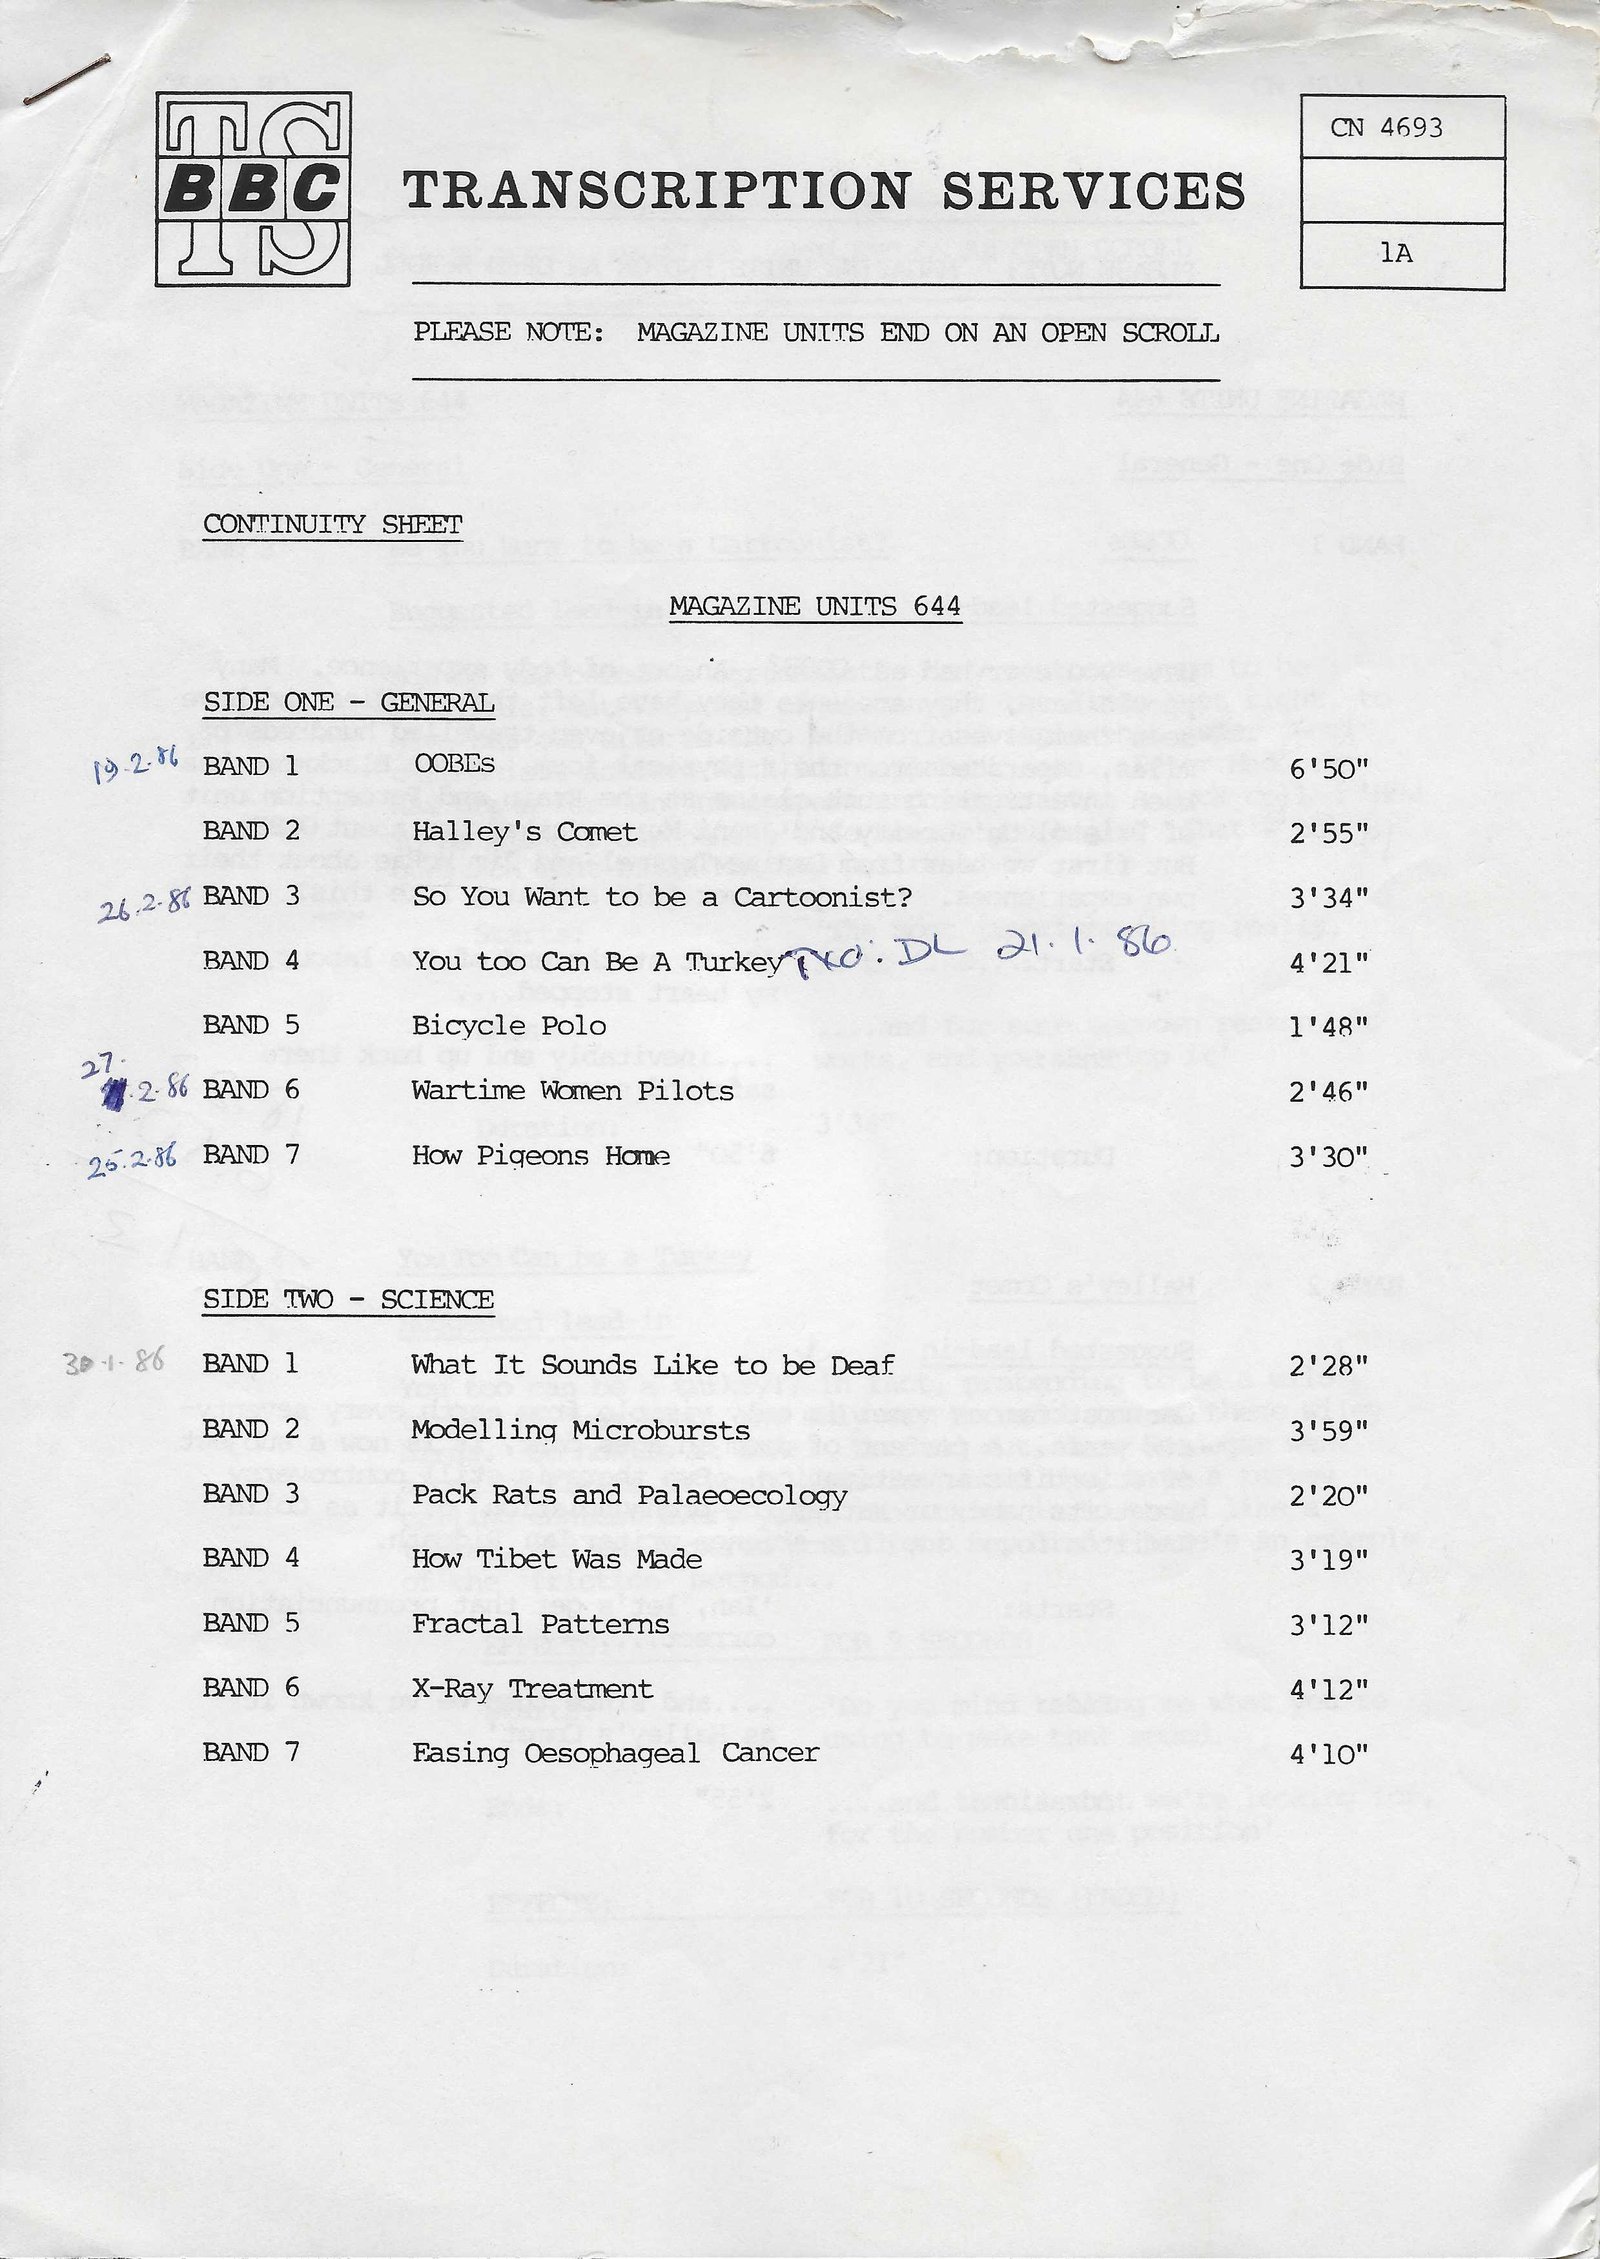 TS
BBC
TS
TRANSCRIPTION SERVICES
CN 4693
1A
PLEASE NOTE: MAGAZINE UNITS END ON AN OPEN SCROLL
CONTINUITY SHEET
MAGAZINE UNITS 644
SIDE ONE - GENERAL
19.2.86 BAND 1 OOBEs 6'50"
BAND 2 Halley's Comet 2'55"
26.2.86 BAND 3 So You Want to be a Cartoonist? 3'34"
BAND 4 You too Can Be A Turkey TXO: DL 21.1.86 4'21"
BAND 5 Bicycle Polo 1'48"
27.
.2.86 BAND 6 Wartime Women Pilots 2'46"
25.2.86 BAND 7 How Pigeons Home 3'30"
SIDE TWO - SCIENCE
30.1.86 BAND 1 What It Sounds Like to be Deaf 2'28"
BAND 2 Modelling Microbursts 3'59"
BAND 3 Pack Rats and Palaeoecology 2'20"
BAND 4 How Tibet Was Made 3'19"
BAND 5 Fractal Patterns 3'12"
BAND 6 X-Ray Treatment 4'12"
BAND 7 Easing Oesophageal Cancer 4'10"